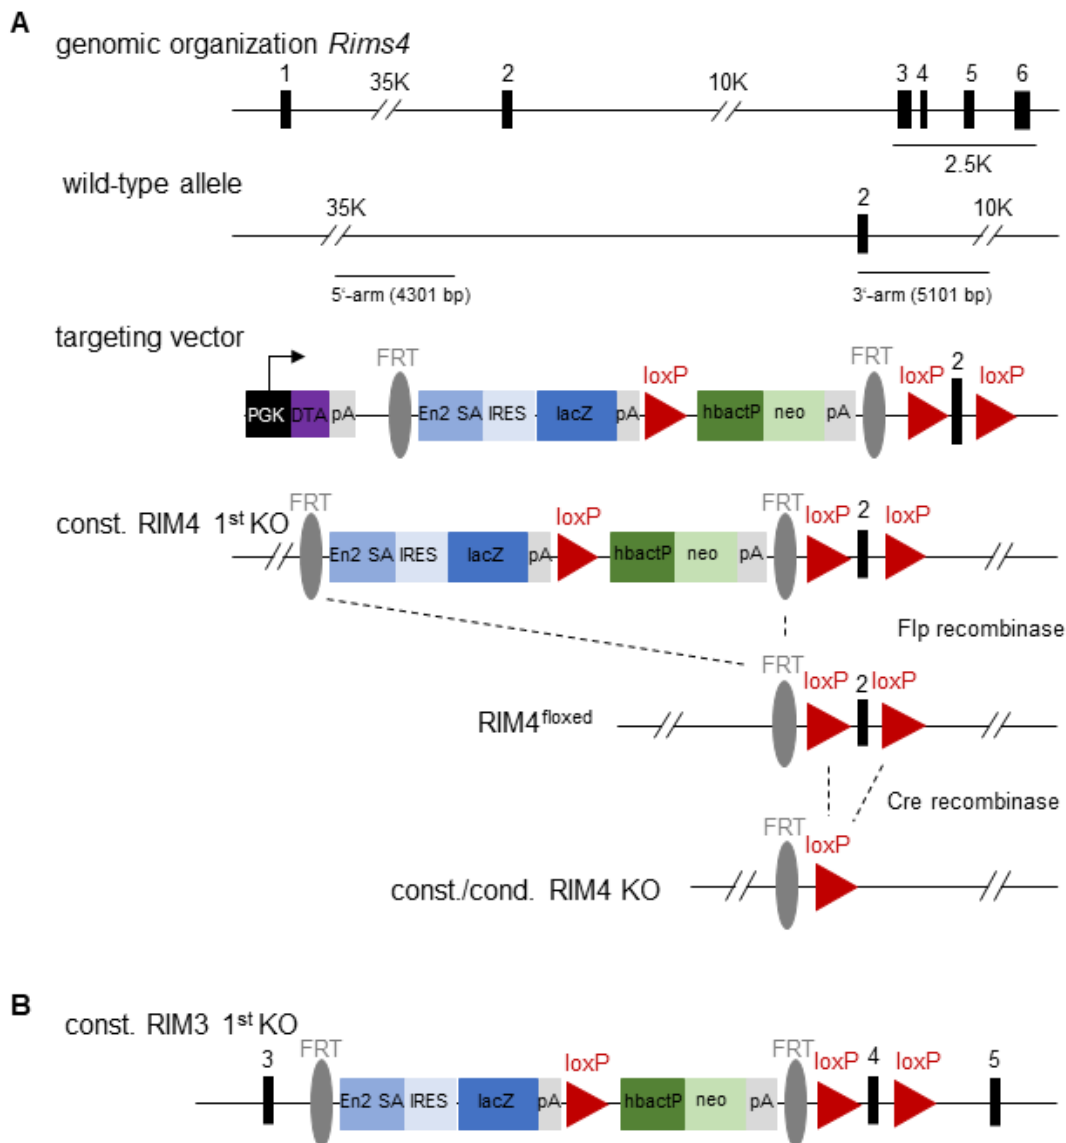 A
genomic organization Rims4
1 35K 2 10K 3 4 5 6
2.5K
wild-type allele
35K 2 10K
5'-arm (4301 bp) 3'-arm (5101 bp)
targeting vector
FRT loxP FRT loxP 2 loxP
PGK DTA pA En2 SA IRES lacZ pA hbactP neo pA
const. RIM4 1st KO
FRT loxP FRT loxP 2 loxP
En2 SA IRES lacZ pA hbactP neo pA
Flp recombinase
FRT loxP 2 loxP
RIM4floxed
Cre recombinase
FRT loxP
const./cond. RIM4 KO
B
const. RIM3 1st KO
3 FRT loxP FRT loxP 4 loxP 5
En2 SA IRES lacZ pA hbactP neo pA